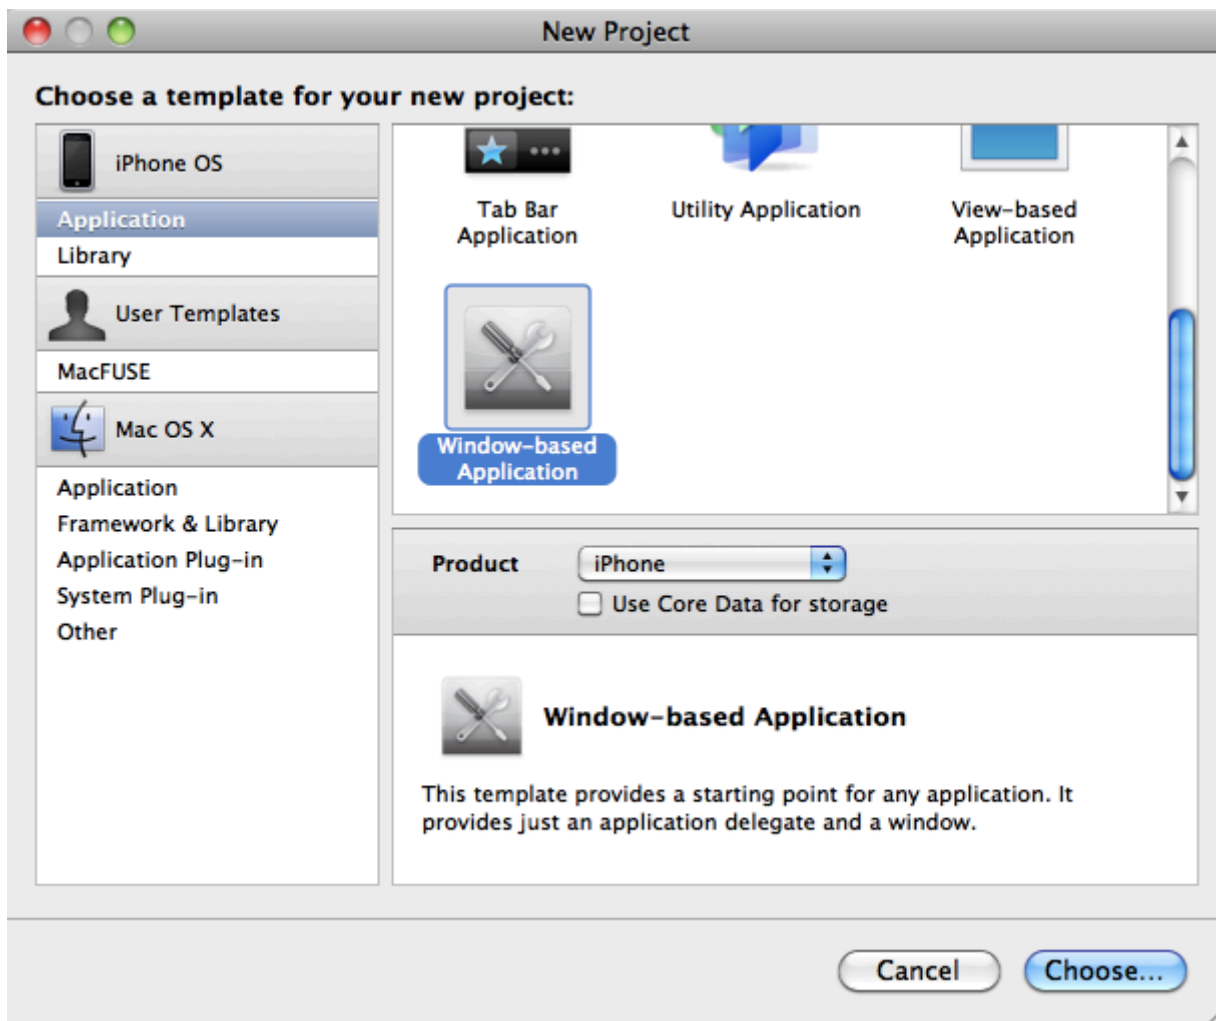 New Project
Choose a template for your new project:
iPhone OS
Application
Library
User Templates
MacFUSE
Mac OS X
Application
Framework & Library
Application Plug-in
System Plug-in
Other
Tab Bar
Application
Utility Application
View-based
Application
Window-based
Application
Product
iPhone
Use Core Data for storage
Window-based Application
This template provides a starting point for any application. It
provides just an application delegate and a window.
Cancel
Choose...